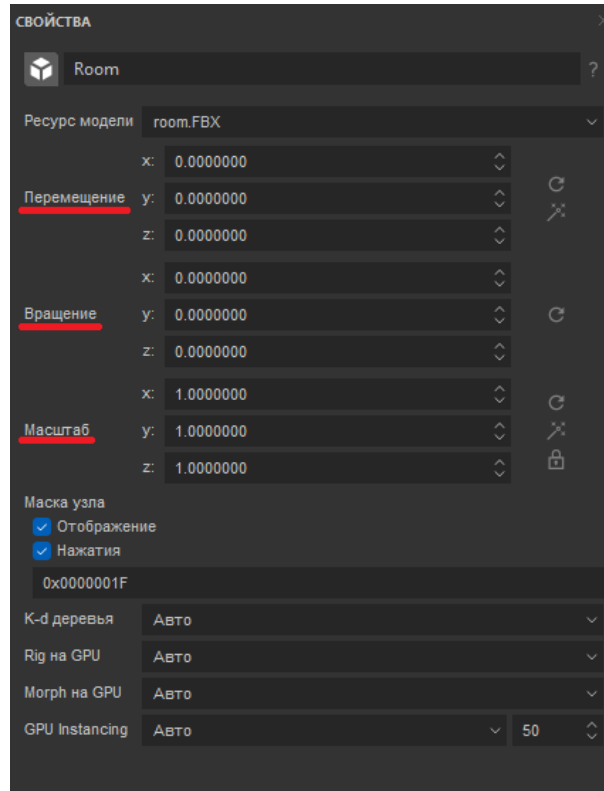 СВОЙСТВА
Room
?
Ресурс модели room.FBX
x: 0.0000000
Перемещение y: 0.0000000
z: 0.0000000
x: 0.0000000
Вращение y: 0.0000000
z: 0.0000000
x: 1.0000000
Масштаб y: 1.0000000
z: 1.0000000
Маска узла
Отображение
Нажатия
0x0000001F
K-d деревья Авто
Rig на GPU Авто
Morph на GPU Авто
GPU Instancing Авто 50